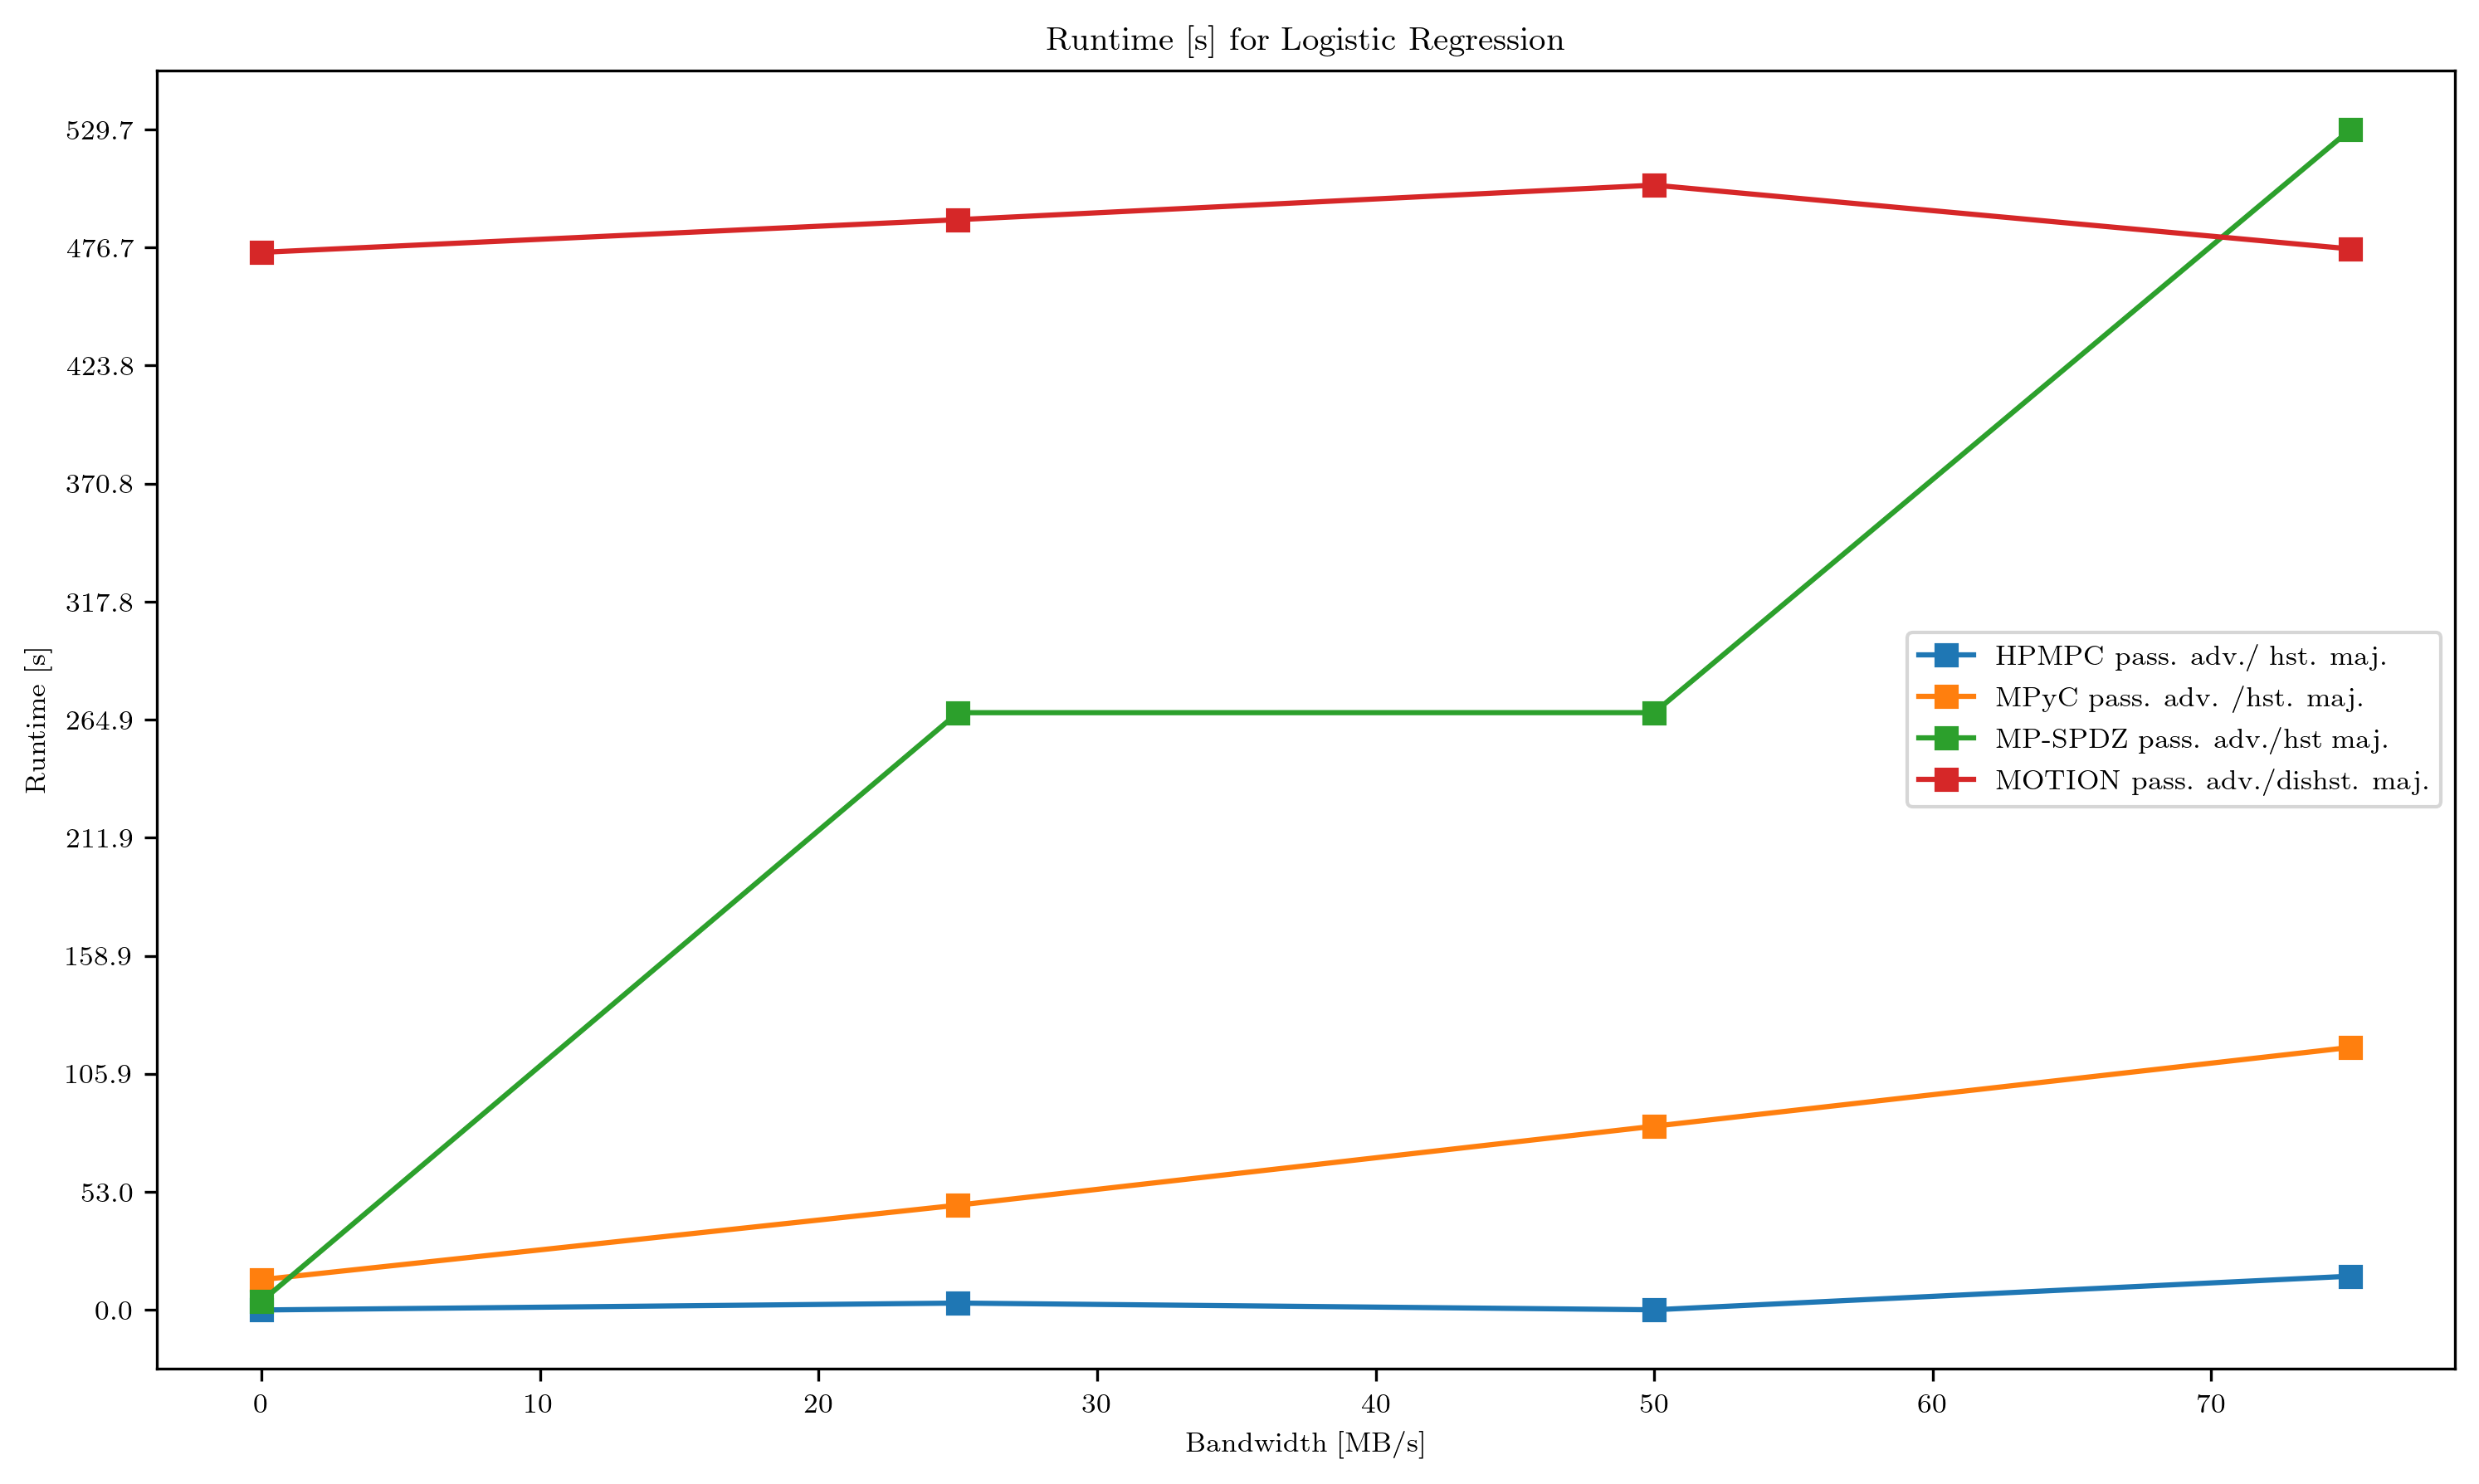 Runtime [s] for Logistic Regression
529.7
476.7
423.8
370.8
317.8
264.9
211.9
158.9
105.9
53.0
0.0
Runtime [s]
HPMPC pass. adv./ hst. maj.
MPyC pass. adv. /hst. maj.
MP-SPDZ pass. adv./hst maj.
MOTION pass. adv./dishst. maj.
0 10 20 30 40 50 60 70
Bandwidth [MB/s]